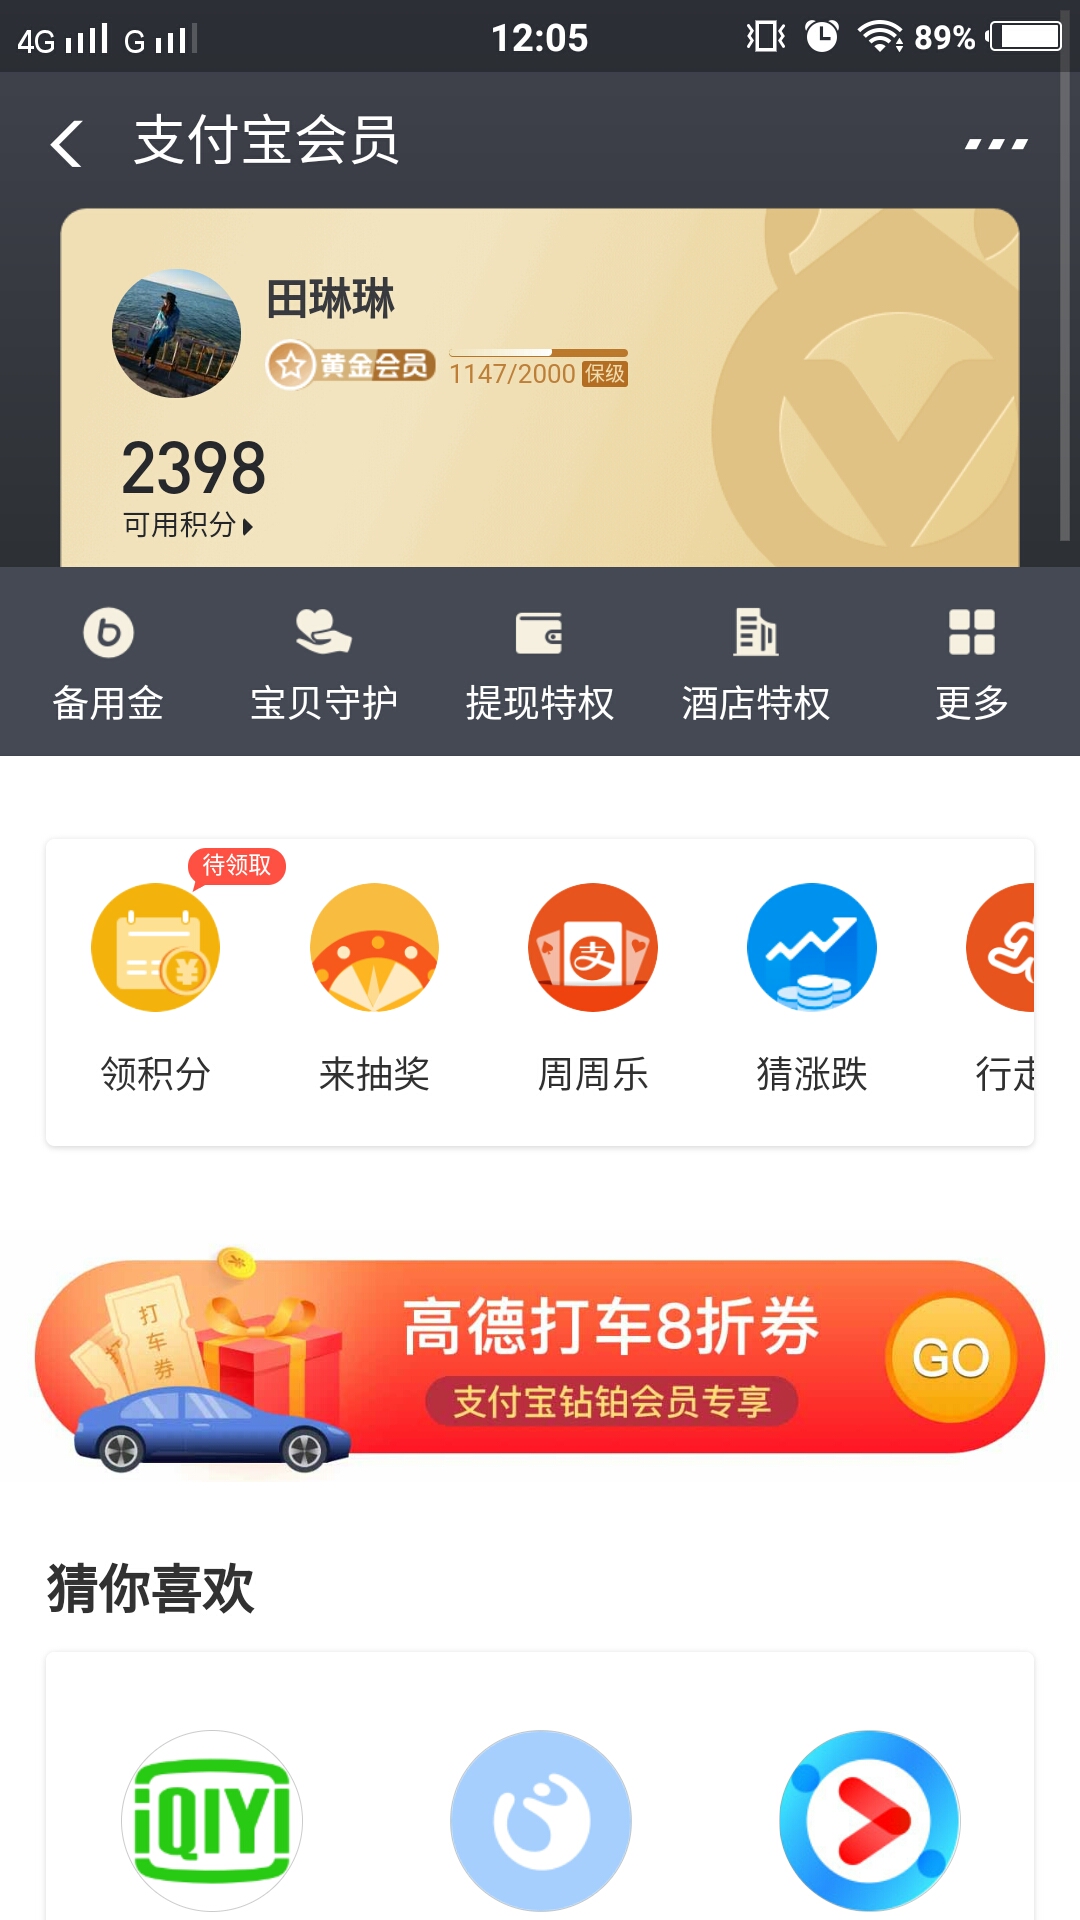 4G G 12:05 89%
支付宝会员
田琳琳
黄金会员 1147/2000 保级
2398
可用积分
备用金 宝贝守护 提现特权 酒店特权 更多
待领取
领积分 来抽奖 周周乐 猜涨跌 行走
打车券 高德打车8折券 GO
支付宝钻铂会员专享
猜你喜欢
iQIYI